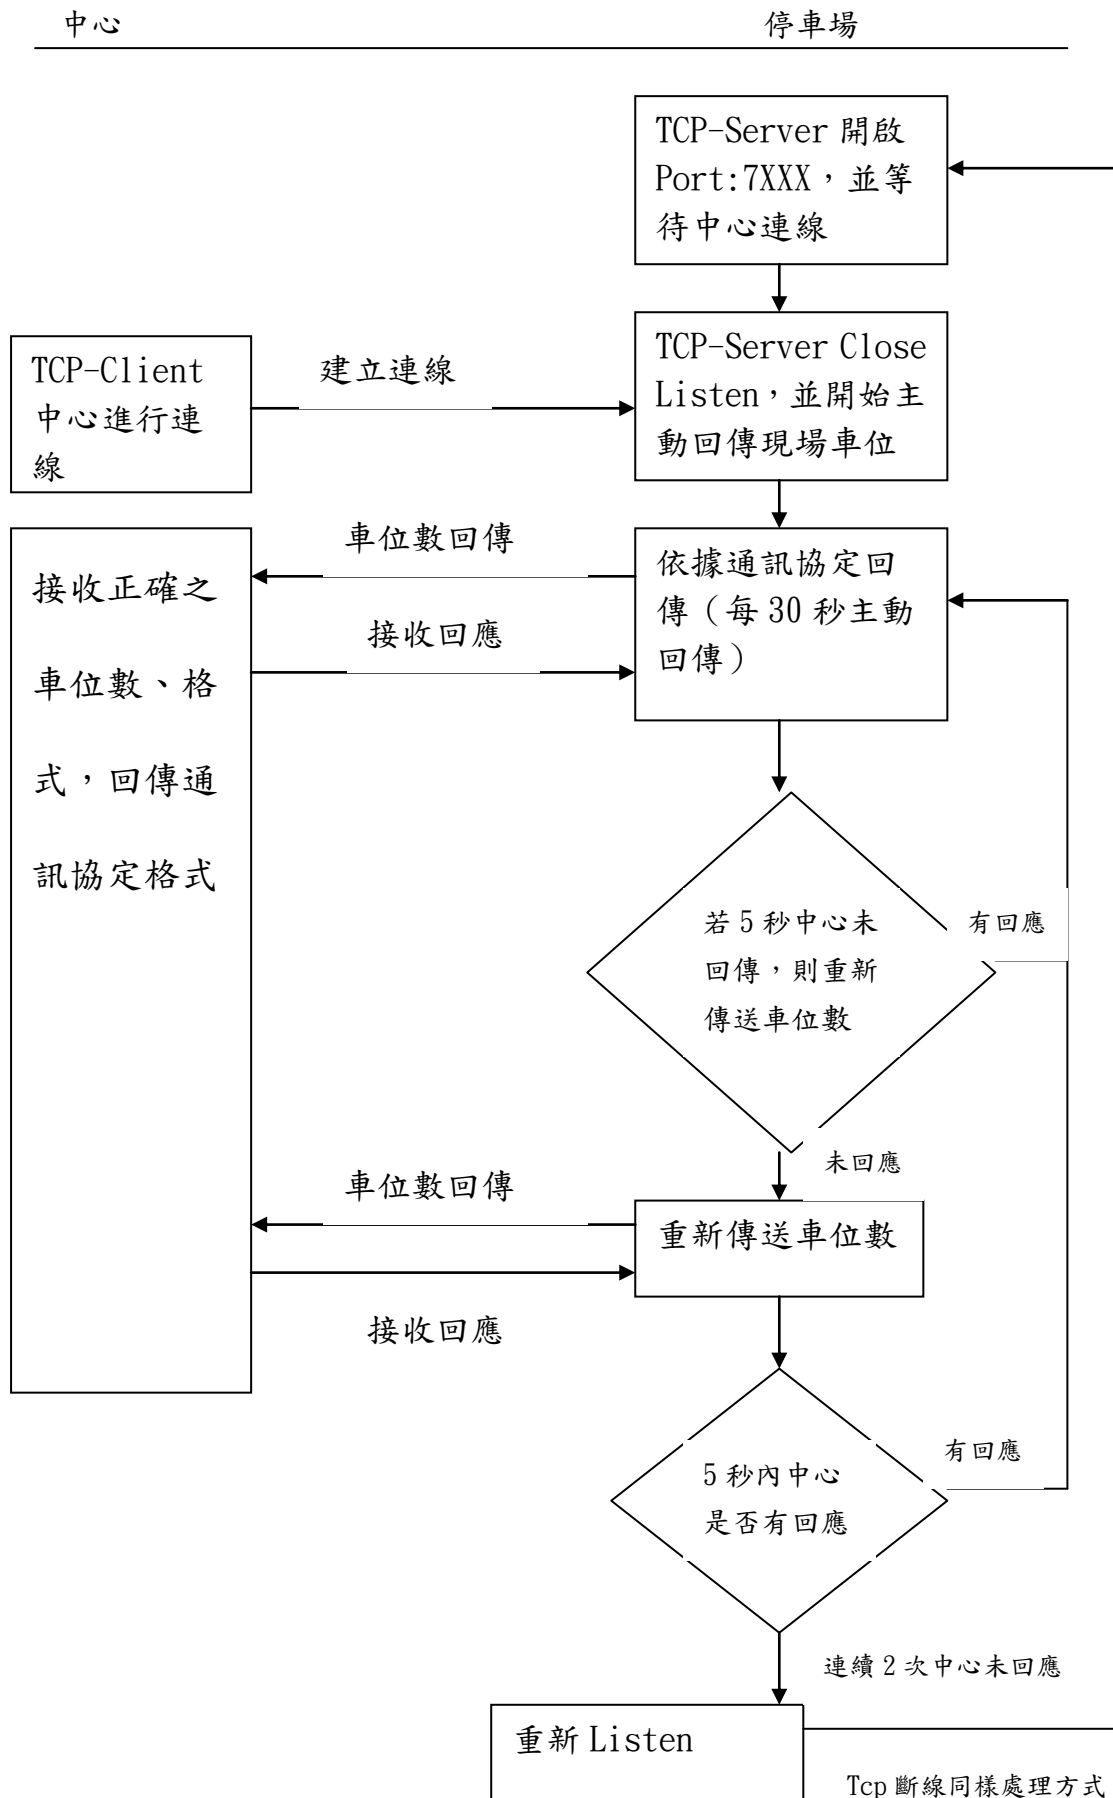 中心
停車場
TCP-Server 開啟
Port:7XXX，並等
待中心連線
TCP-Client
中心進行連
線
建立連線
TCP-Server Close
Listen，並開始主
動回傳現場車位
接收正確之
車位數、格
式，回傳通
訊協定格式
車位數回傳
接收回應
依據通訊協定回
傳（每 30 秒主動
回傳）
若 5 秒中心未
回傳，則重新
傳送車位數
有回應
未回應
車位數回傳
重新傳送車位數
接收回應
5 秒內中心
是否有回應
有回應
連續 2 次中心未回應
重新 Listen
Tcp 斷線同樣處理方式